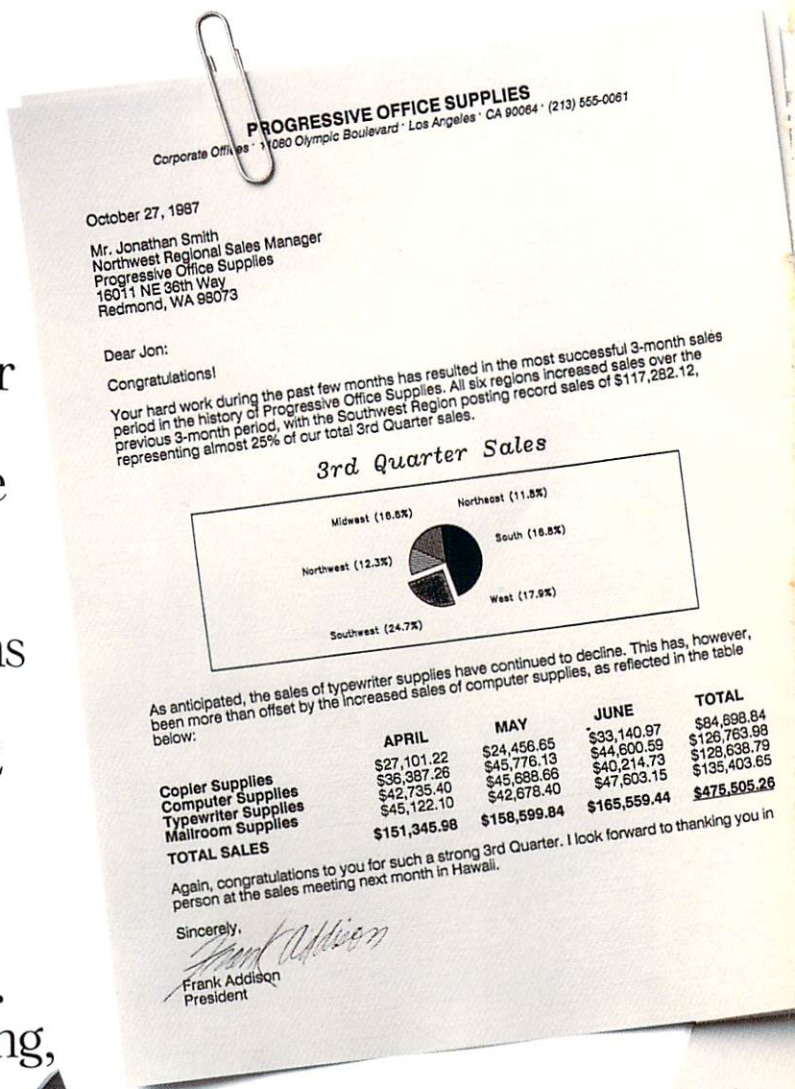 PROGRESSIVE OFFICE SUPPLIES
Corporate Offices · 11080 Olympic Boulevard · Los Angeles · CA 90064 · (213) 555-0061
October 27, 1987
Mr. Jonathan Smith
Northwest Regional Sales Manager
Progressive Office Supplies
16011 NE 36th Way
Redmond, WA 98073
Dear Jon:
Congratulations!
Your hard work during the past few months has resulted in the most successful 3-month sales
period in the history of Progressive Office Supplies. All six regions increased sales over the
previous 3-month period, with the Southwest Region posting record sales of $117,282.12,
representing almost 25% of our total 3rd Quarter sales.
3rd Quarter Sales
Midwest (16.6%) Northeast (11.8%)
Northwest (12.3%) South (16.8%)
Southwest (24.7%) West (17.9%)
As anticipated, the sales of typewriter supplies have continued to decline. This has, however,
been more than offset by the increased sales of computer supplies, as reflected in the table
below:
APRIL MAY JUNE TOTAL
Copier Supplies $27,101.22 $24,456.65 $33,140.97 $84,698.84
Computer Supplies $36,387.26 $45,776.13 $44,600.59 $126,763.98
Typewriter Supplies $42,735.40 $45,688.66 $40,214.73 $128,638.79
Mailroom Supplies $45,122.10 $42,678.40 $47,603.15 $135,403.65
TOTAL SALES $151,345.98 $158,599.84 $165,559.44 $475,505.26
Again, congratulations to you for such a strong 3rd Quarter. I look forward to thanking you in
person at the sales meeting next month in Hawaii.
Sincerely,
Frank Addison
Frank Addison
President